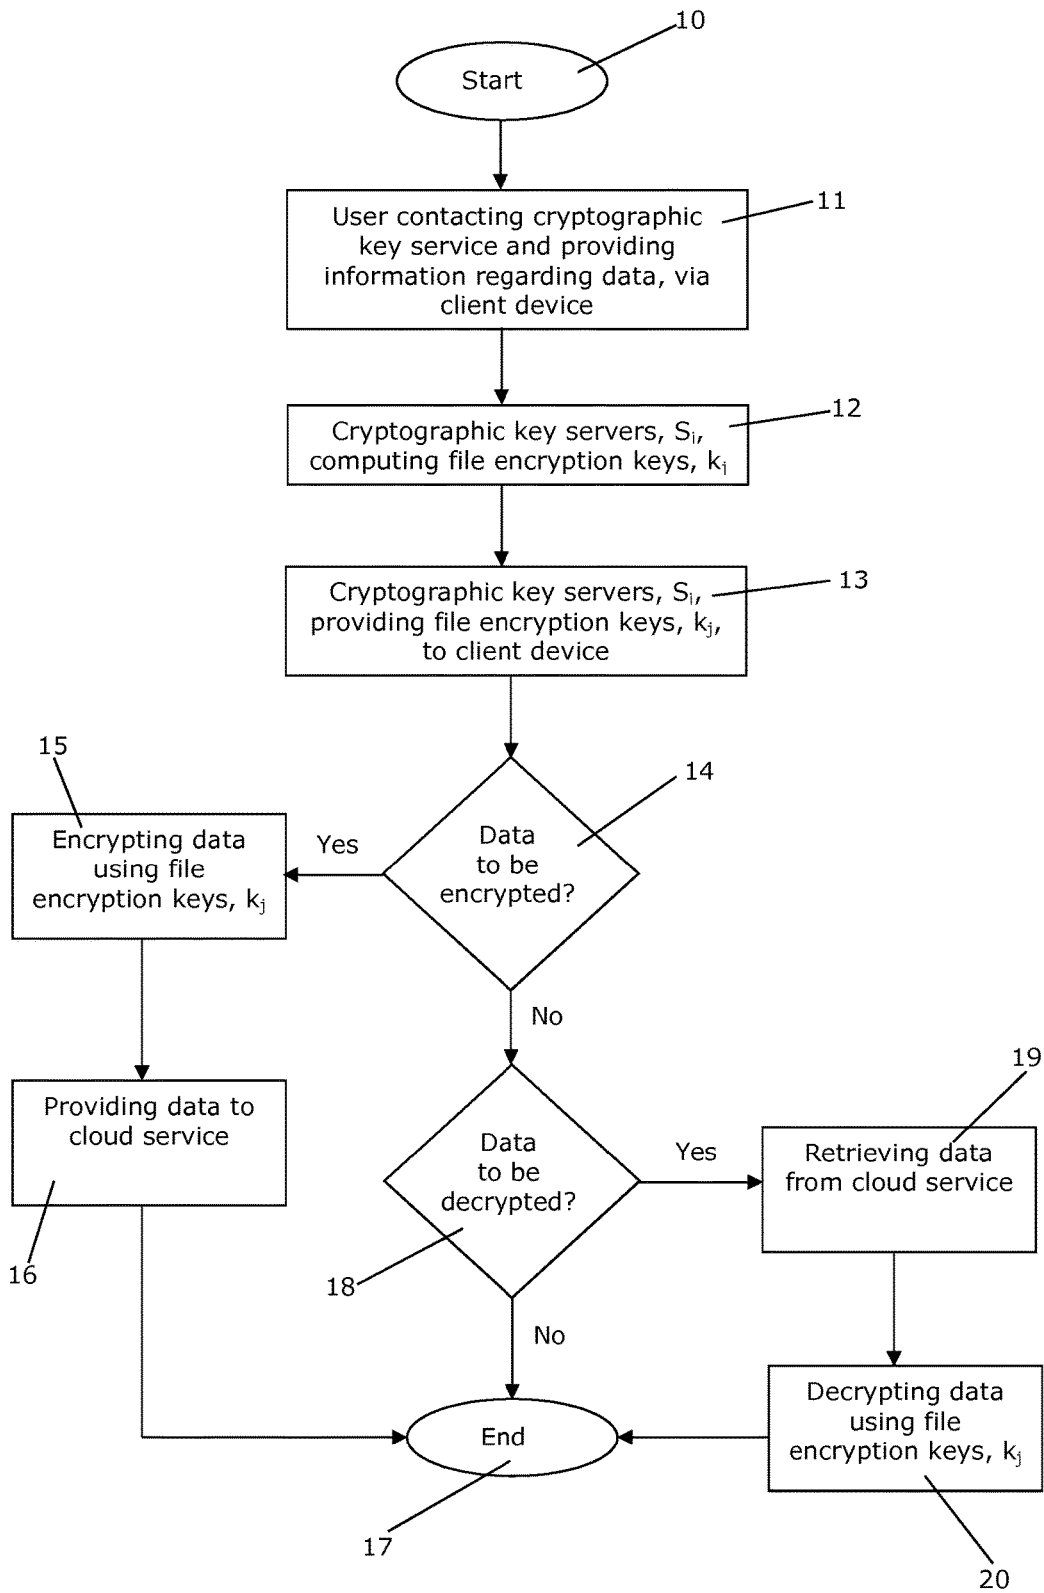 10
Start
11
User contacting cryptographic
key service and providing
information regarding data, via
client device
12
Cryptographic key servers, Sᵢ,
computing file encryption keys, kⱼ
13
Cryptographic key servers, Sᵢ,
providing file encryption keys, kⱼ,
to client device
14
Data
to be
encrypted?
Yes
15
Encrypting data
using file
encryption keys, kⱼ
No
16
Providing data to
cloud service
18
Data
to be
decrypted?
Yes
19
Retrieving data
from cloud service
No
20
Decrypting data
using file
encryption keys, kⱼ
End
17